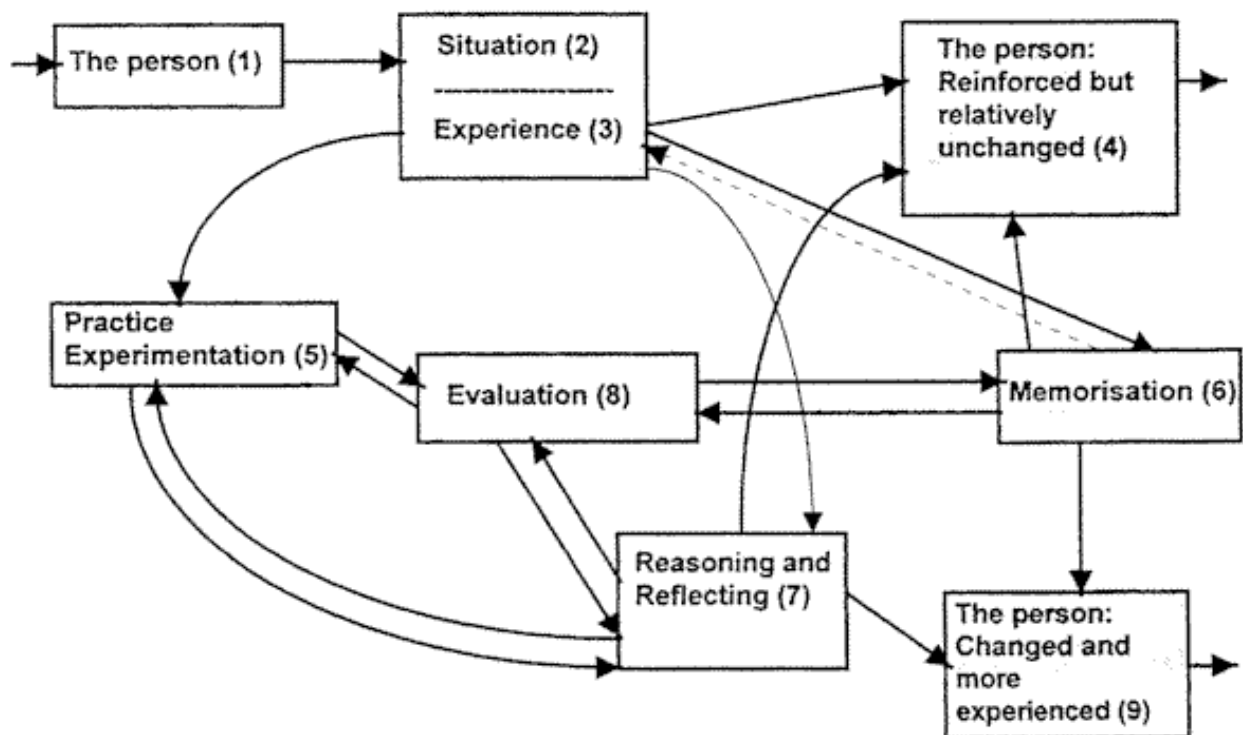 The person (1)
Situation (2)
Experience (3)
The person:
Reinforced but
relatively
unchanged (4)
Practice
Experimentation (5)
Evaluation (8)
Memorisation (6)
Reasoning and
Reflecting (7)
The person:
Changed and
more
experienced (9)